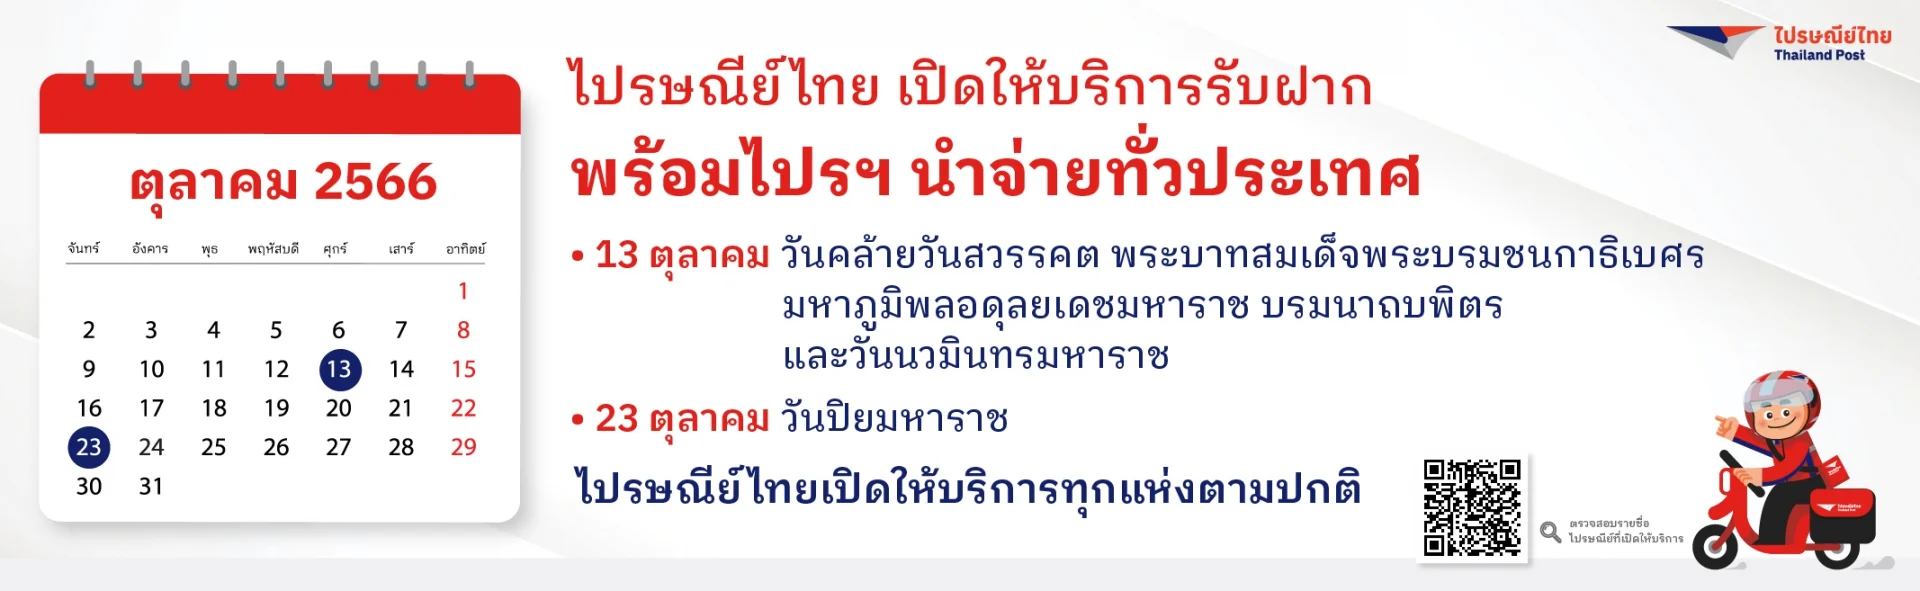 ไปรษณีย์ไทย
Thailand Post
ไปรษณีย์ไทย เปิดให้บริการรับฝาก
พร้อมไปรฯ นำจ่ายทั่วประเทศ
ตุลาคม 2566
จันทร์ อังคาร พุธ พฤหัสบดี ศุกร์ เสาร์ อาทิตย์
1
2 3 4 5 6 7 8
9 10 11 12 13 14 15
16 17 18 19 20 21 22
23 24 25 26 27 28 29
30 31
• 13 ตุลาคม วันคล้ายวันสวรรคต พระบาทสมเด็จพระบรมชนกาธิเบศร
มหาภูมิพลอดุลยเดชมหาราช บรมนาถบพิตร
และวันนวมินทรมหาราช
• 23 ตุลาคม วันปิยมหาราช
ไปรษณีย์ไทยเปิดให้บริการทุกแห่งตามปกติ
ตรวจสอบรายชื่อ
ไปรษณีย์ที่เปิดให้บริการ
ไปรษณีย์ไทย
Thailand Post